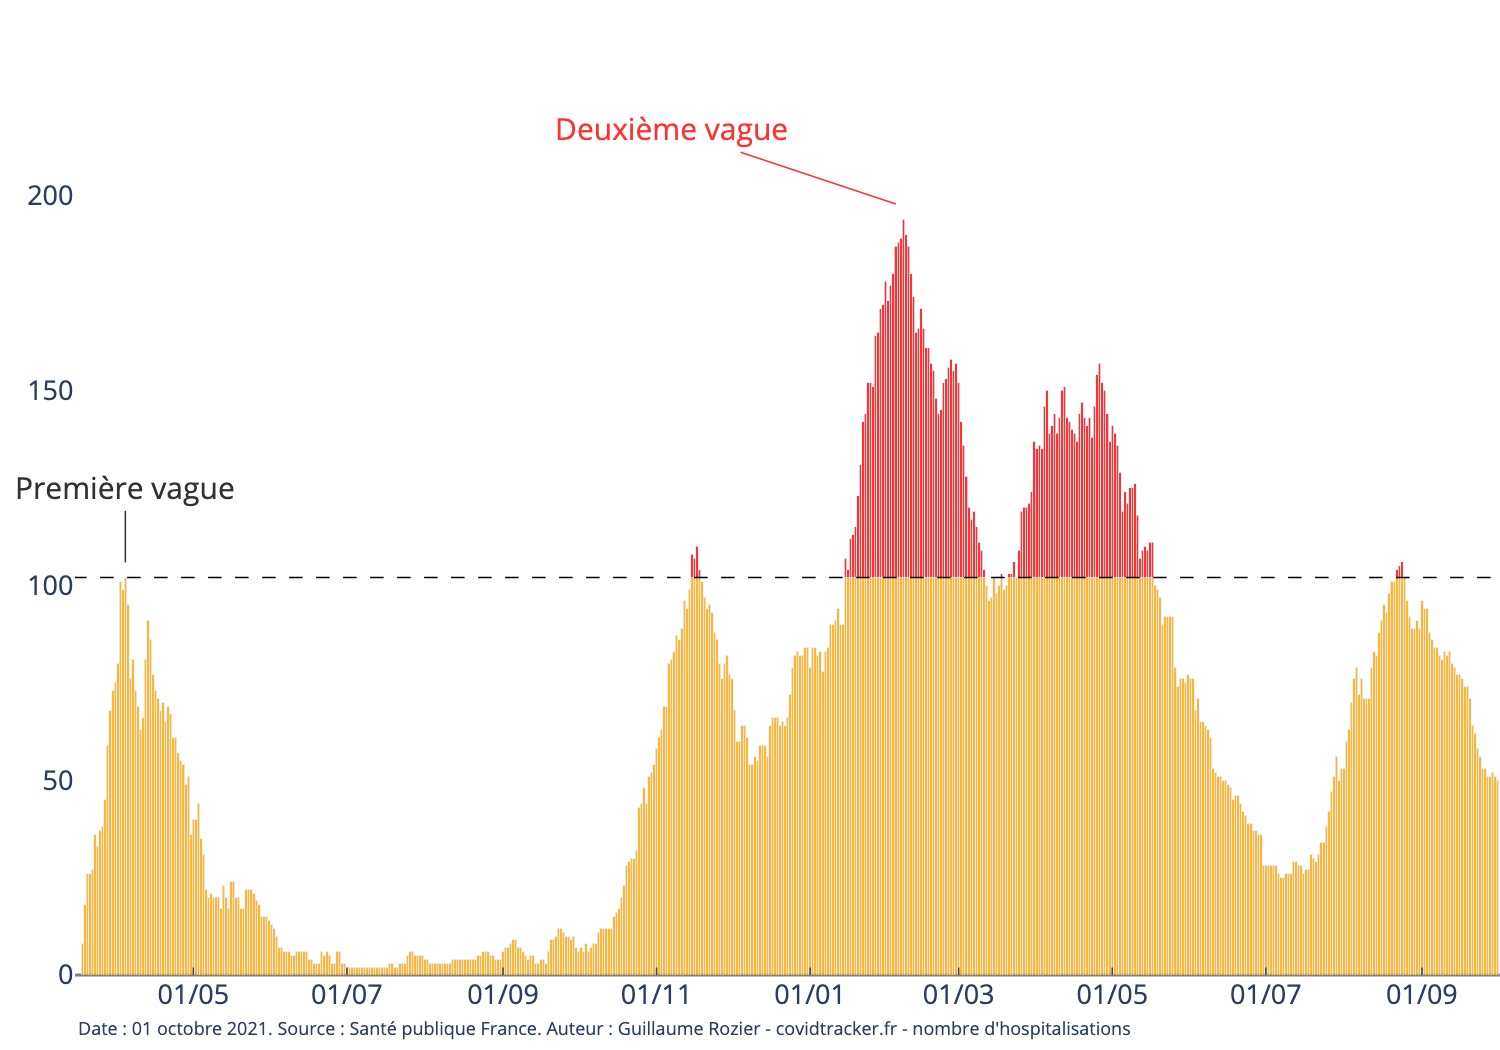 Deuxième vague
200
150
Première vague
100
50
0
01/05 01/07 01/09 01/11 01/01 01/03 01/05 01/07 01/09
Date : 01 octobre 2021. Source : Santé publique France. Auteur : Guillaume Rozier - covidtracker.fr - nombre d'hospitalisations